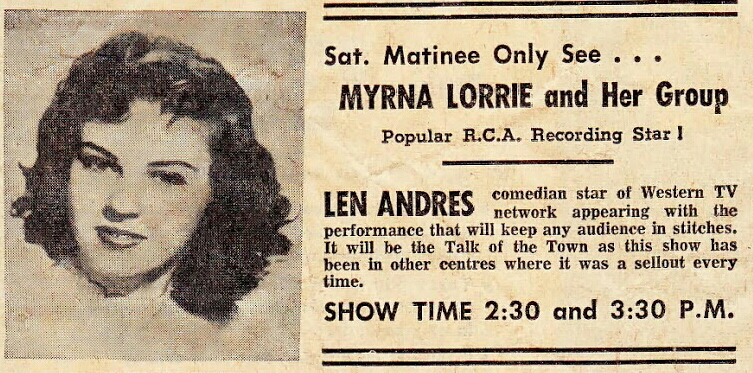 Sat. Matinee Only See . . .
MYRNA LORRIE and Her Group
Popular R.C.A. Recording Star !
LEN ANDRES comedian star of Western TV
network appearing with the
performance that will keep any audience in stitches.
It will be the Talk of the Town as this show has
been in other centres where it was a sellout every
time.
SHOW TIME 2:30 and 3:30 P.M.